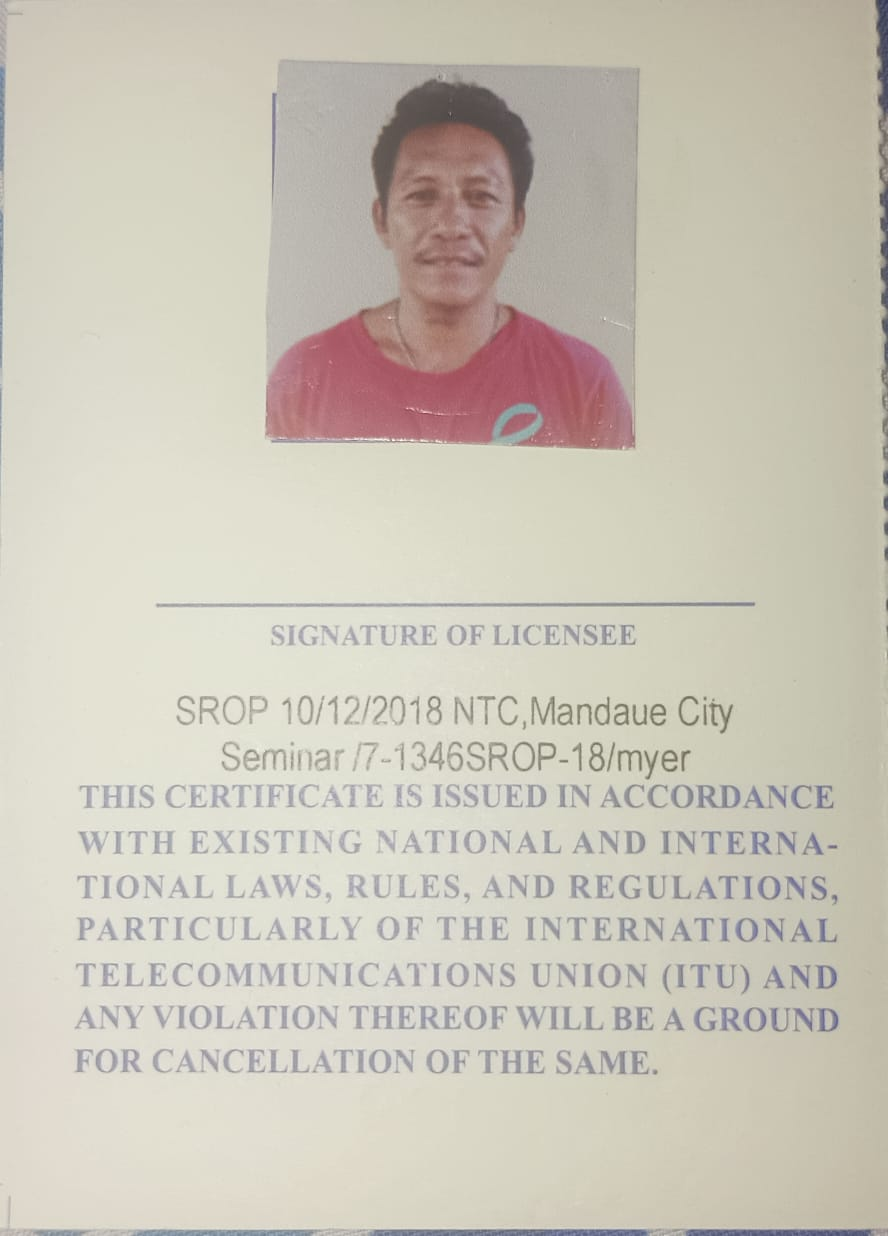 SIGNATURE OF LICENSEE
SROP 10/12/2018 NTC,Mandaue City
Seminar /7-1346SROP-18/myer
THIS CERTIFICATE IS ISSUED IN ACCORDANCE
WITH EXISTING NATIONAL AND INTERNA-
TIONAL LAWS, RULES, AND REGULATIONS,
PARTICULARLY OF THE INTERNATIONAL
TELECOMMUNICATIONS UNION (ITU) AND
ANY VIOLATION THEREOF WILL BE A GROUND
FOR CANCELLATION OF THE SAME.